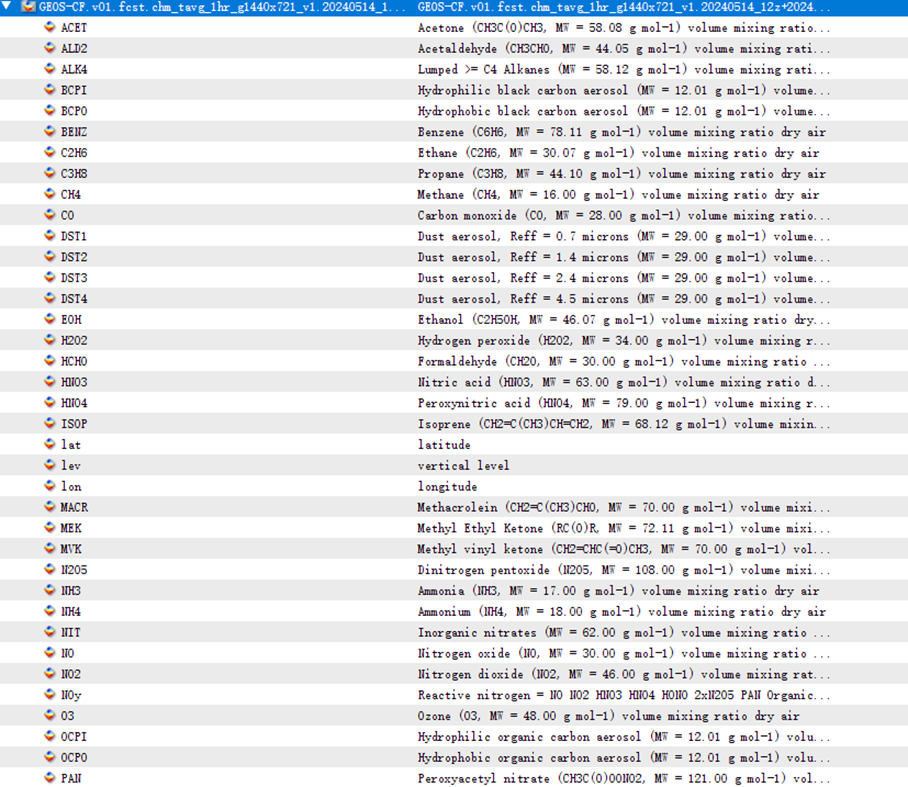 GEOS-CF.v01.fcst.chm_tavg_1hr_g1440x721_v1.20240514_1... GEOS-CF.v01.fcst.chm_tavg_1hr_g1440x721_v1.20240514_12z+2024...
ACET Acetone (CH3C(O)CH3, MW = 58.08 g mol-1) volume mixing ratio...
ALD2 Acetaldehyde (CH3CHO, MW = 44.05 g mol-1) volume mixing rati...
ALK4 Lumped >= C4 Alkanes (MW = 58.12 g mol-1) volume mixing rati...
BCPI Hydrophilic black carbon aerosol (MW = 12.01 g mol-1) volume...
BCPO Hydrophobic black carbon aerosol (MW = 12.01 g mol-1) volume...
BENZ Benzene (C6H6, MW = 78.11 g mol-1) volume mixing ratio dry air
C2H6 Ethane (C2H6, MW = 30.07 g mol-1) volume mixing ratio dry air
C3H8 Propane (C3H8, MW = 44.10 g mol-1) volume mixing ratio dry air
CH4 Methane (CH4, MW = 16.00 g mol-1) volume mixing ratio dry air
CO Carbon monoxide (CO, MW = 28.00 g mol-1) volume mixing ratio...
DST1 Dust aerosol, Reff = 0.7 microns (MW = 29.00 g mol-1) volume...
DST2 Dust aerosol, Reff = 1.4 microns (MW = 29.00 g mol-1) volume...
DST3 Dust aerosol, Reff = 2.4 microns (MW = 29.00 g mol-1) volume...
DST4 Dust aerosol, Reff = 4.5 microns (MW = 29.00 g mol-1) volume...
EOH Ethanol (C2H5OH, MW = 46.07 g mol-1) volume mixing ratio dry...
H2O2 Hydrogen peroxide (H2O2, MW = 34.00 g mol-1) volume mixing r...
HCHO Formaldehyde (CH2O, MW = 30.00 g mol-1) volume mixing ratio ...
HNO3 Nitric acid (HNO3, MW = 63.00 g mol-1) volume mixing ratio d...
HNO4 Peroxynitric acid (HNO4, MW = 79.00 g mol-1) volume mixing r...
ISOP Isoprene (CH2=C(CH3)CH=CH2, MW = 68.12 g mol-1) volume mixin...
lat latitude
lev vertical level
lon longitude
MACR Methacrolein (CH2=C(CH3)CHO, MW = 70.00 g mol-1) volume mixi...
MEK Methyl Ethyl Ketone (RC(O)R, MW = 72.11 g mol-1) volume mixi...
MVK Methyl vinyl ketone (CH2=CHC(=O)CH3, MW = 70.00 g mol-1) vol...
N2O5 Dinitrogen pentoxide (N2O5, MW = 108.00 g mol-1) volume mixi...
NH3 Ammonia (NH3, MW = 17.00 g mol-1) volume mixing ratio dry air
NH4 Ammonium (NH4, MW = 18.00 g mol-1) volume mixing ratio dry air
NIT Inorganic nitrates (MW = 62.00 g mol-1) volume mixing ratio ...
NO Nitrogen oxide (NO, MW = 30.00 g mol-1) volume mixing ratio ...
NO2 Nitrogen dioxide (NO2, MW = 46.00 g mol-1) volume mixing rat...
NOy Reactive nitrogen = NO NO2 HNO3 HNO4 HONO 2xN2O5 PAN Organic...
O3 Ozone (O3, MW = 48.00 g mol-1) volume mixing ratio dry air
OCPI Hydrophilic organic carbon aerosol (MW = 12.01 g mol-1) volu...
OCPO Hydrophobic organic carbon aerosol (MW = 12.01 g mol-1) volu...
PAN Peroxyacetyl nitrate (CH3C(O)OONO2, MW = 121.00 g mol-1) vol...